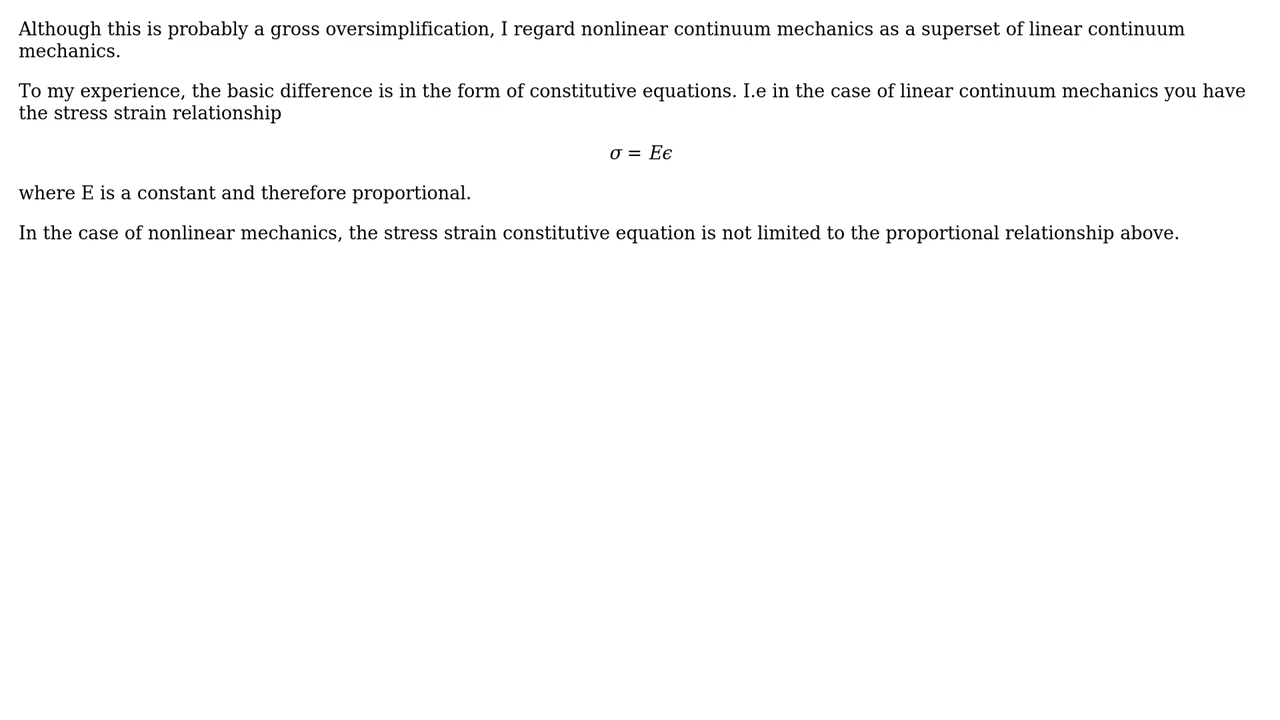 Although this is probably a gross oversimplification, I regard nonlinear continuum mechanics as a superset of linear continuum
mechanics.
To my experience, the basic difference is in the form of constitutive equations. I.e in the case of linear continuum mechanics you have
the stress strain relationship
σ = Eϵ
where E is a constant and therefore proportional.
In the case of nonlinear mechanics, the stress strain constitutive equation is not limited to the proportional relationship above.